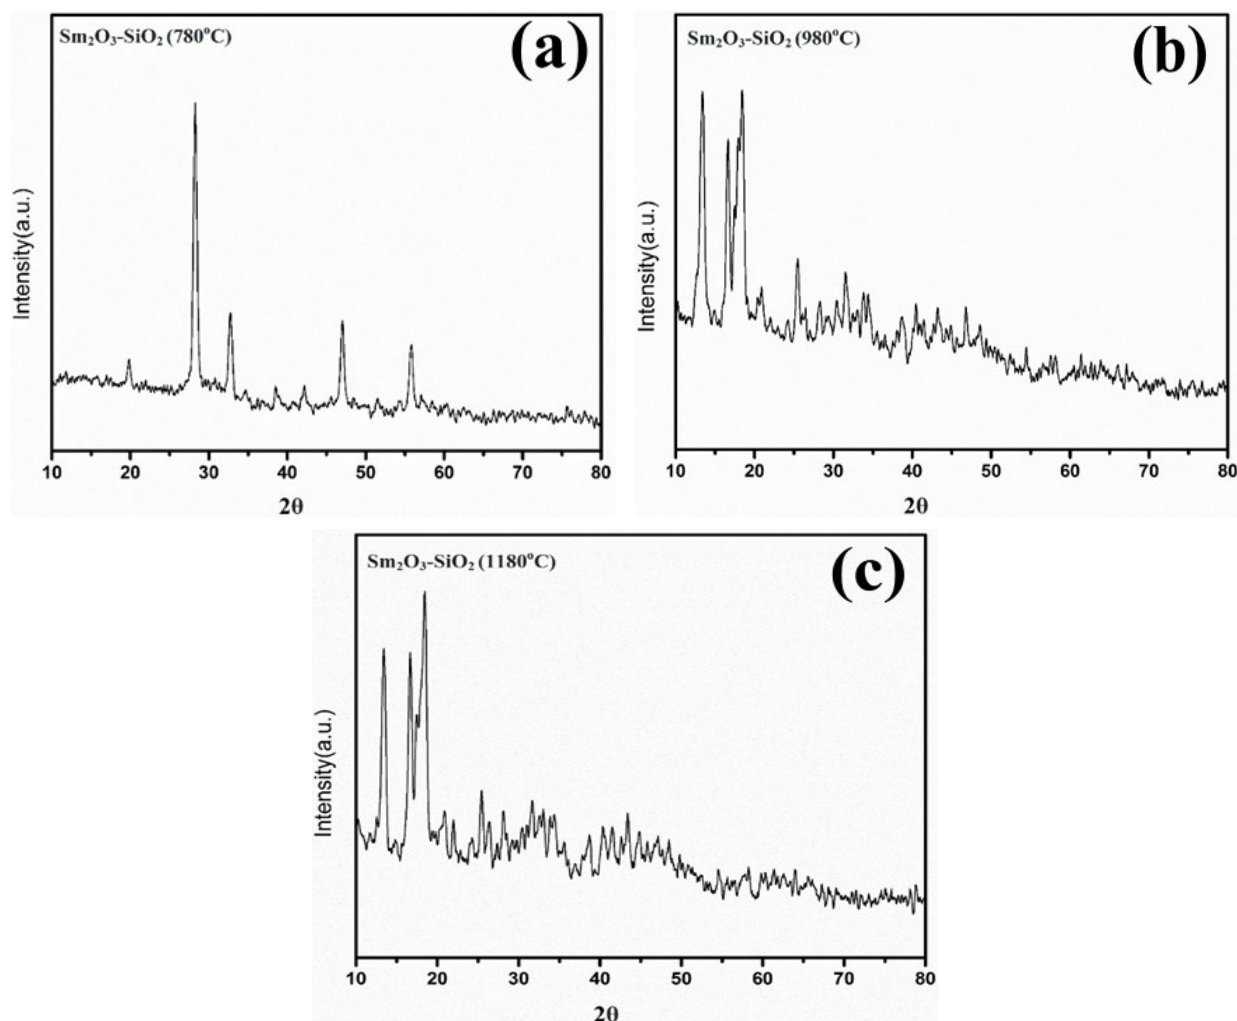 Sm₂O₃-SiO₂ (780°C)
(a)
Intensity(a.u.)
10 20 30 40 50 60 70 80
2θ
Sm₂O₃-SiO₂ (980°C)
(b)
Intensity(a.u.)
10 20 30 40 50 60 70 80
2θ
Sm₂O₃-SiO₂ (1180°C)
(c)
Intensity(a.u.)
10 20 30 40 50 60 70 80
2θ